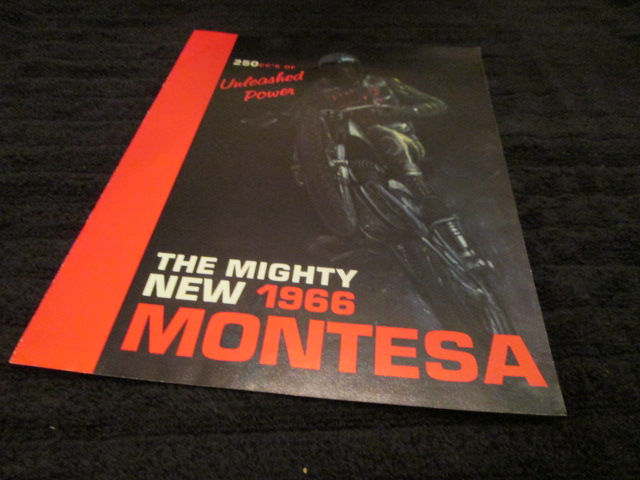 250cc's of
Unleashed
Power
THE MIGHTY
NEW 1966
MONTESA